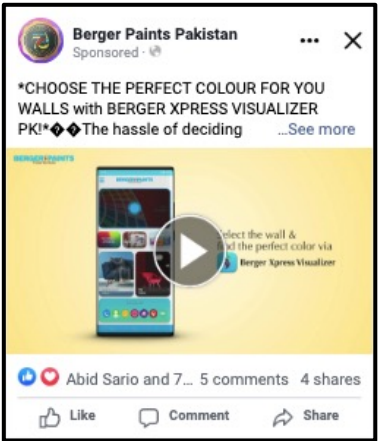 Berger Paints Pakistan
Sponsored ·
*CHOOSE THE PERFECT COLOUR FOR YOU
WALLS with BERGER XPRESS VISUALIZER
PK!*��The hassle of deciding ...See more
BERGER PAINTS
Select the wall &
find the perfect color via
Berger Xpress Visualizer
Abid Sario and 7... 5 comments 4 shares
Like Comment Share